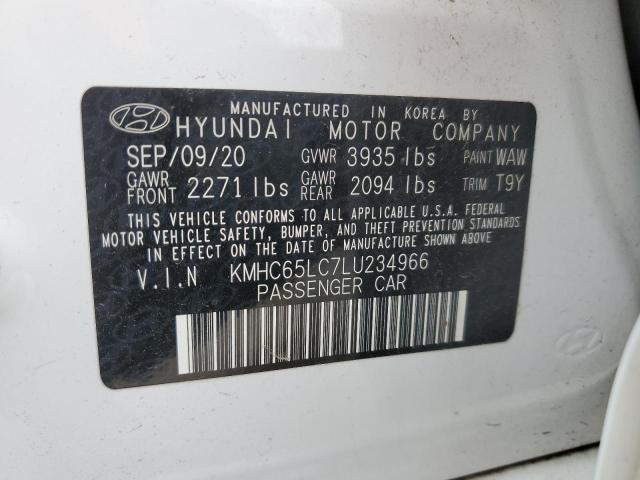 MANUFACTURED IN KOREA BY
HYUNDAI MOTOR COMPANY
SEP/09/20 GVWR 3935 lbs PAINT WAW
GAWR FRONT 2271 lbs GAWR REAR 2094 lbs TRIM T9Y
THIS VEHICLE CONFORMS TO ALL APPLICABLE U.S.A. FEDERAL
MOTOR VEHICLE SAFETY, BUMPER, AND THEFT PREVENTION STANDARDS
IN EFFECT ON THE DATE OF MANUFACTURE SHOWN ABOVE
V.I.N KMHC65LC7LU234966
PASSENGER CAR